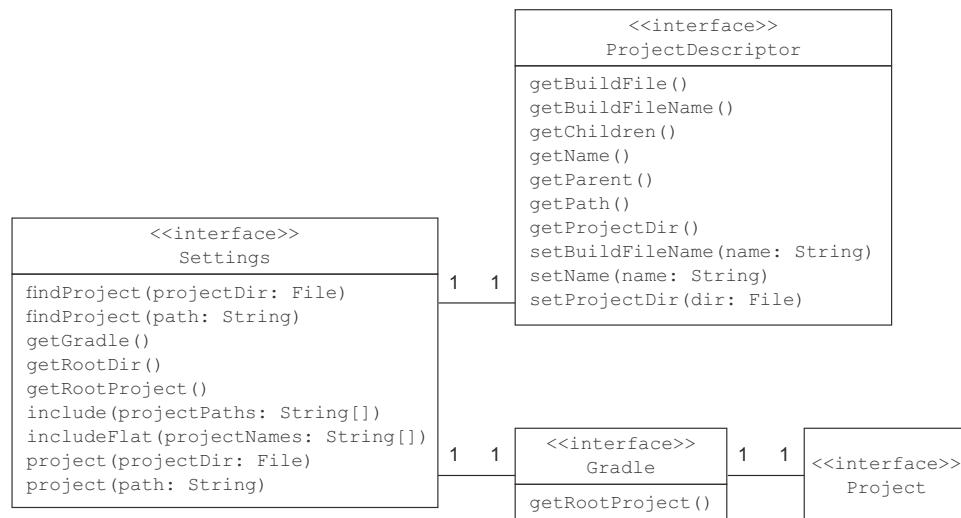 <<interface>>
ProjectDescriptor
getBuildFile()
getBuildFileName()
getChildren()
getName()
getParent()
getPath()
getProjectDir()
setBuildFileName(name: String)
setName(name: String)
setProjectDir(dir: File)
<<interface>>
Settings
findProject(projectDir: File)
findProject(path: String)
getGradle()
getRootDir()
getRootProject()
include(projectPaths: String[])
includeFlat(projectNames: String[])
project(projectDir: File)
project(path: String)
1 1
1 1
<<interface>>
Gradle
getRootProject()
1 1
<<interface>>
Project